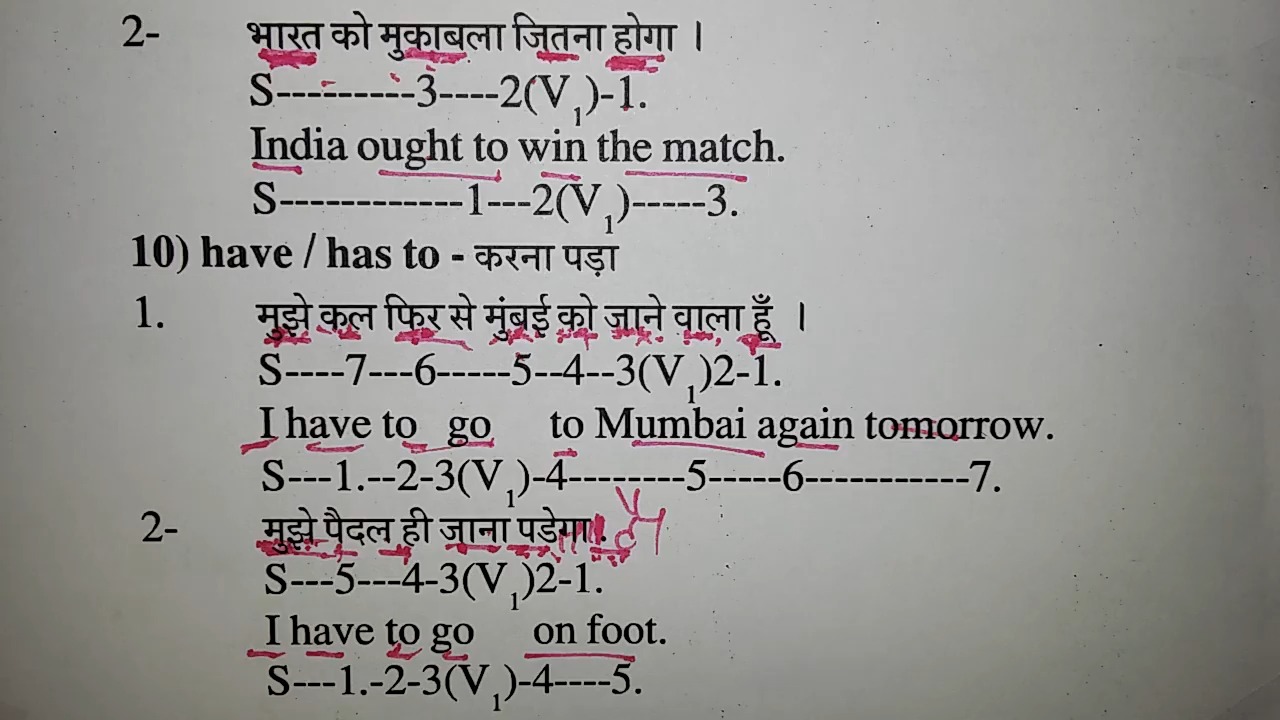 2- भारत को मुकाबला जितना होगा ।
S----------3----2(V1)-1.
India ought to win the match.
S-------------1---2(V1)-----3.
10) have / has to - करना पड़ा
1. मुझे कल फिर से मुंबई को जाने वाला हूँ ।
S----7---6-----5--4--3(V1)2-1.
I have to go to Mumbai again tomorrow.
S---1.--2-3(V1)-4--------5-----6------------7.
2- मुझे पैदल ही जाना पडेगा.
S---5---4-3(V1)2-1.
I have to go on foot.
S---1.-2-3(V1)-4----5.